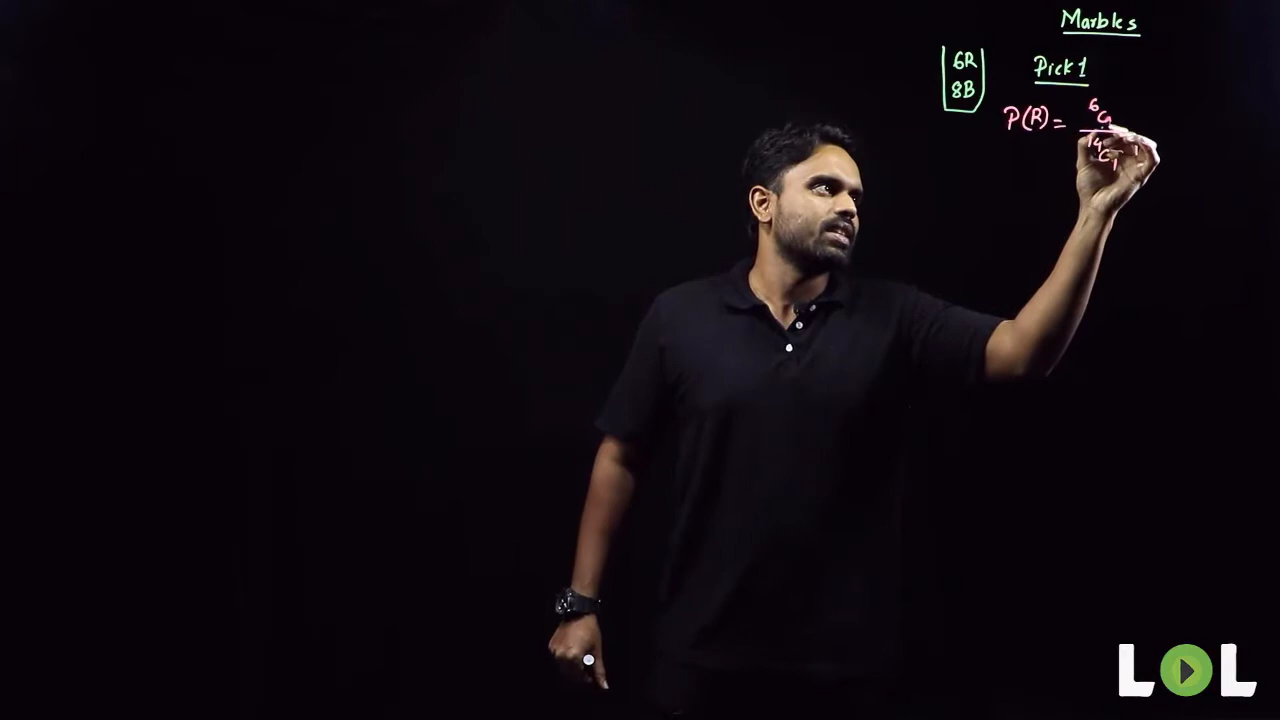 Marbles
6R
8B
Pick 1
P(R) = ⁶C₁
¹⁴C₁
LOL